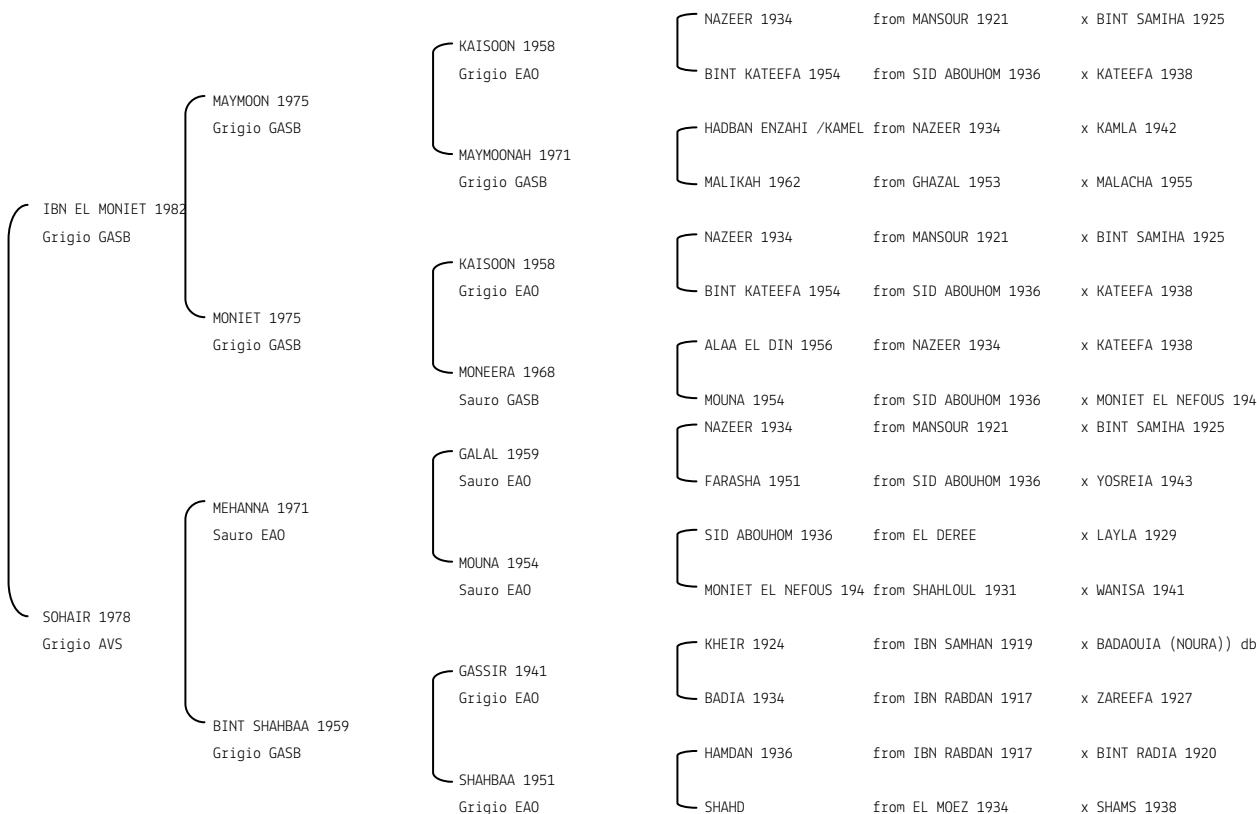 NAZEER 1934 from MANSOUR 1921 x BINT SAMIHA 1925
KAISOON 1958
Grigio EAO
BINT KATEEFA 1954 from SID ABOUHOM 1936 x KATEEFA 1938
MAYMOON 1975
Grigio GASB
HADBAN ENZAHI /KAMEL from NAZEER 1934 x KAMLA 1942
MAYMOONAH 1971
Grigio GASB
MALIKAH 1962 from GHAZAL 1953 x MALACHA 1955
IBN EL MONIET 1982
Grigio GASB
NAZEER 1934 from MANSOUR 1921 x BINT SAMIHA 1925
KAISOON 1958
Grigio EAO
BINT KATEEFA 1954 from SID ABOUHOM 1936 x KATEEFA 1938
MONIET 1975
Grigio GASB
ALAA EL DIN 1956 from NAZEER 1934 x KATEEFA 1938
MONEERA 1968
Sauro GASB
MOUNA 1954 from SID ABOUHOM 1936 x MONIET EL NEFOUS 194
NAZEER 1934 from MANSOUR 1921 x BINT SAMIHA 1925
GALAL 1959
Sauro EAO
FARASHA 1951 from SID ABOUHOM 1936 x YOSREIA 1943
MEHANNA 1971
Sauro EAO
SID ABOUHOM 1936 from EL DEREE x LAYLA 1929
MOUNA 1954
Sauro EAO
MONIET EL NEFOUS 194 from SHAHLOUL 1931 x WANISA 1941
SOHAIR 1978
Grigio AVS
KHEIR 1924 from IBN SAMHAN 1919 x BADAOUIA (NOURA)) db
GASSIR 1941
Grigio EAO
BADIA 1934 from IBN RABDAN 1917 x ZAREEFA 1927
BINT SHAHBAA 1959
Grigio GASB
HAMDAN 1936 from IBN RABDAN 1917 x BINT RADIA 1920
SHAHBAA 1951
Grigio EAO
SHAHD from EL MOEZ 1934 x SHAMS 1938